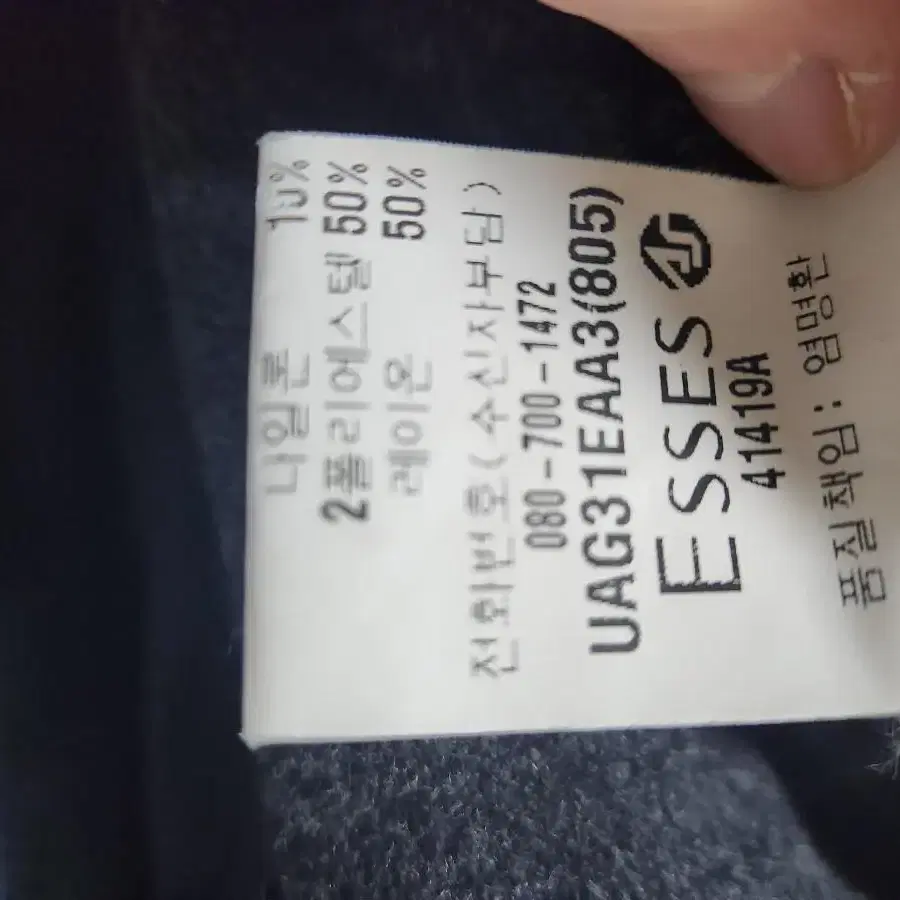 나일론 10%
2폴리에스텔 50%
레이온 50%
전화번호(수신자부담)
080-700-1472
UAG31EAA3(805)
ESSES
41419A
품질책임: 염명환